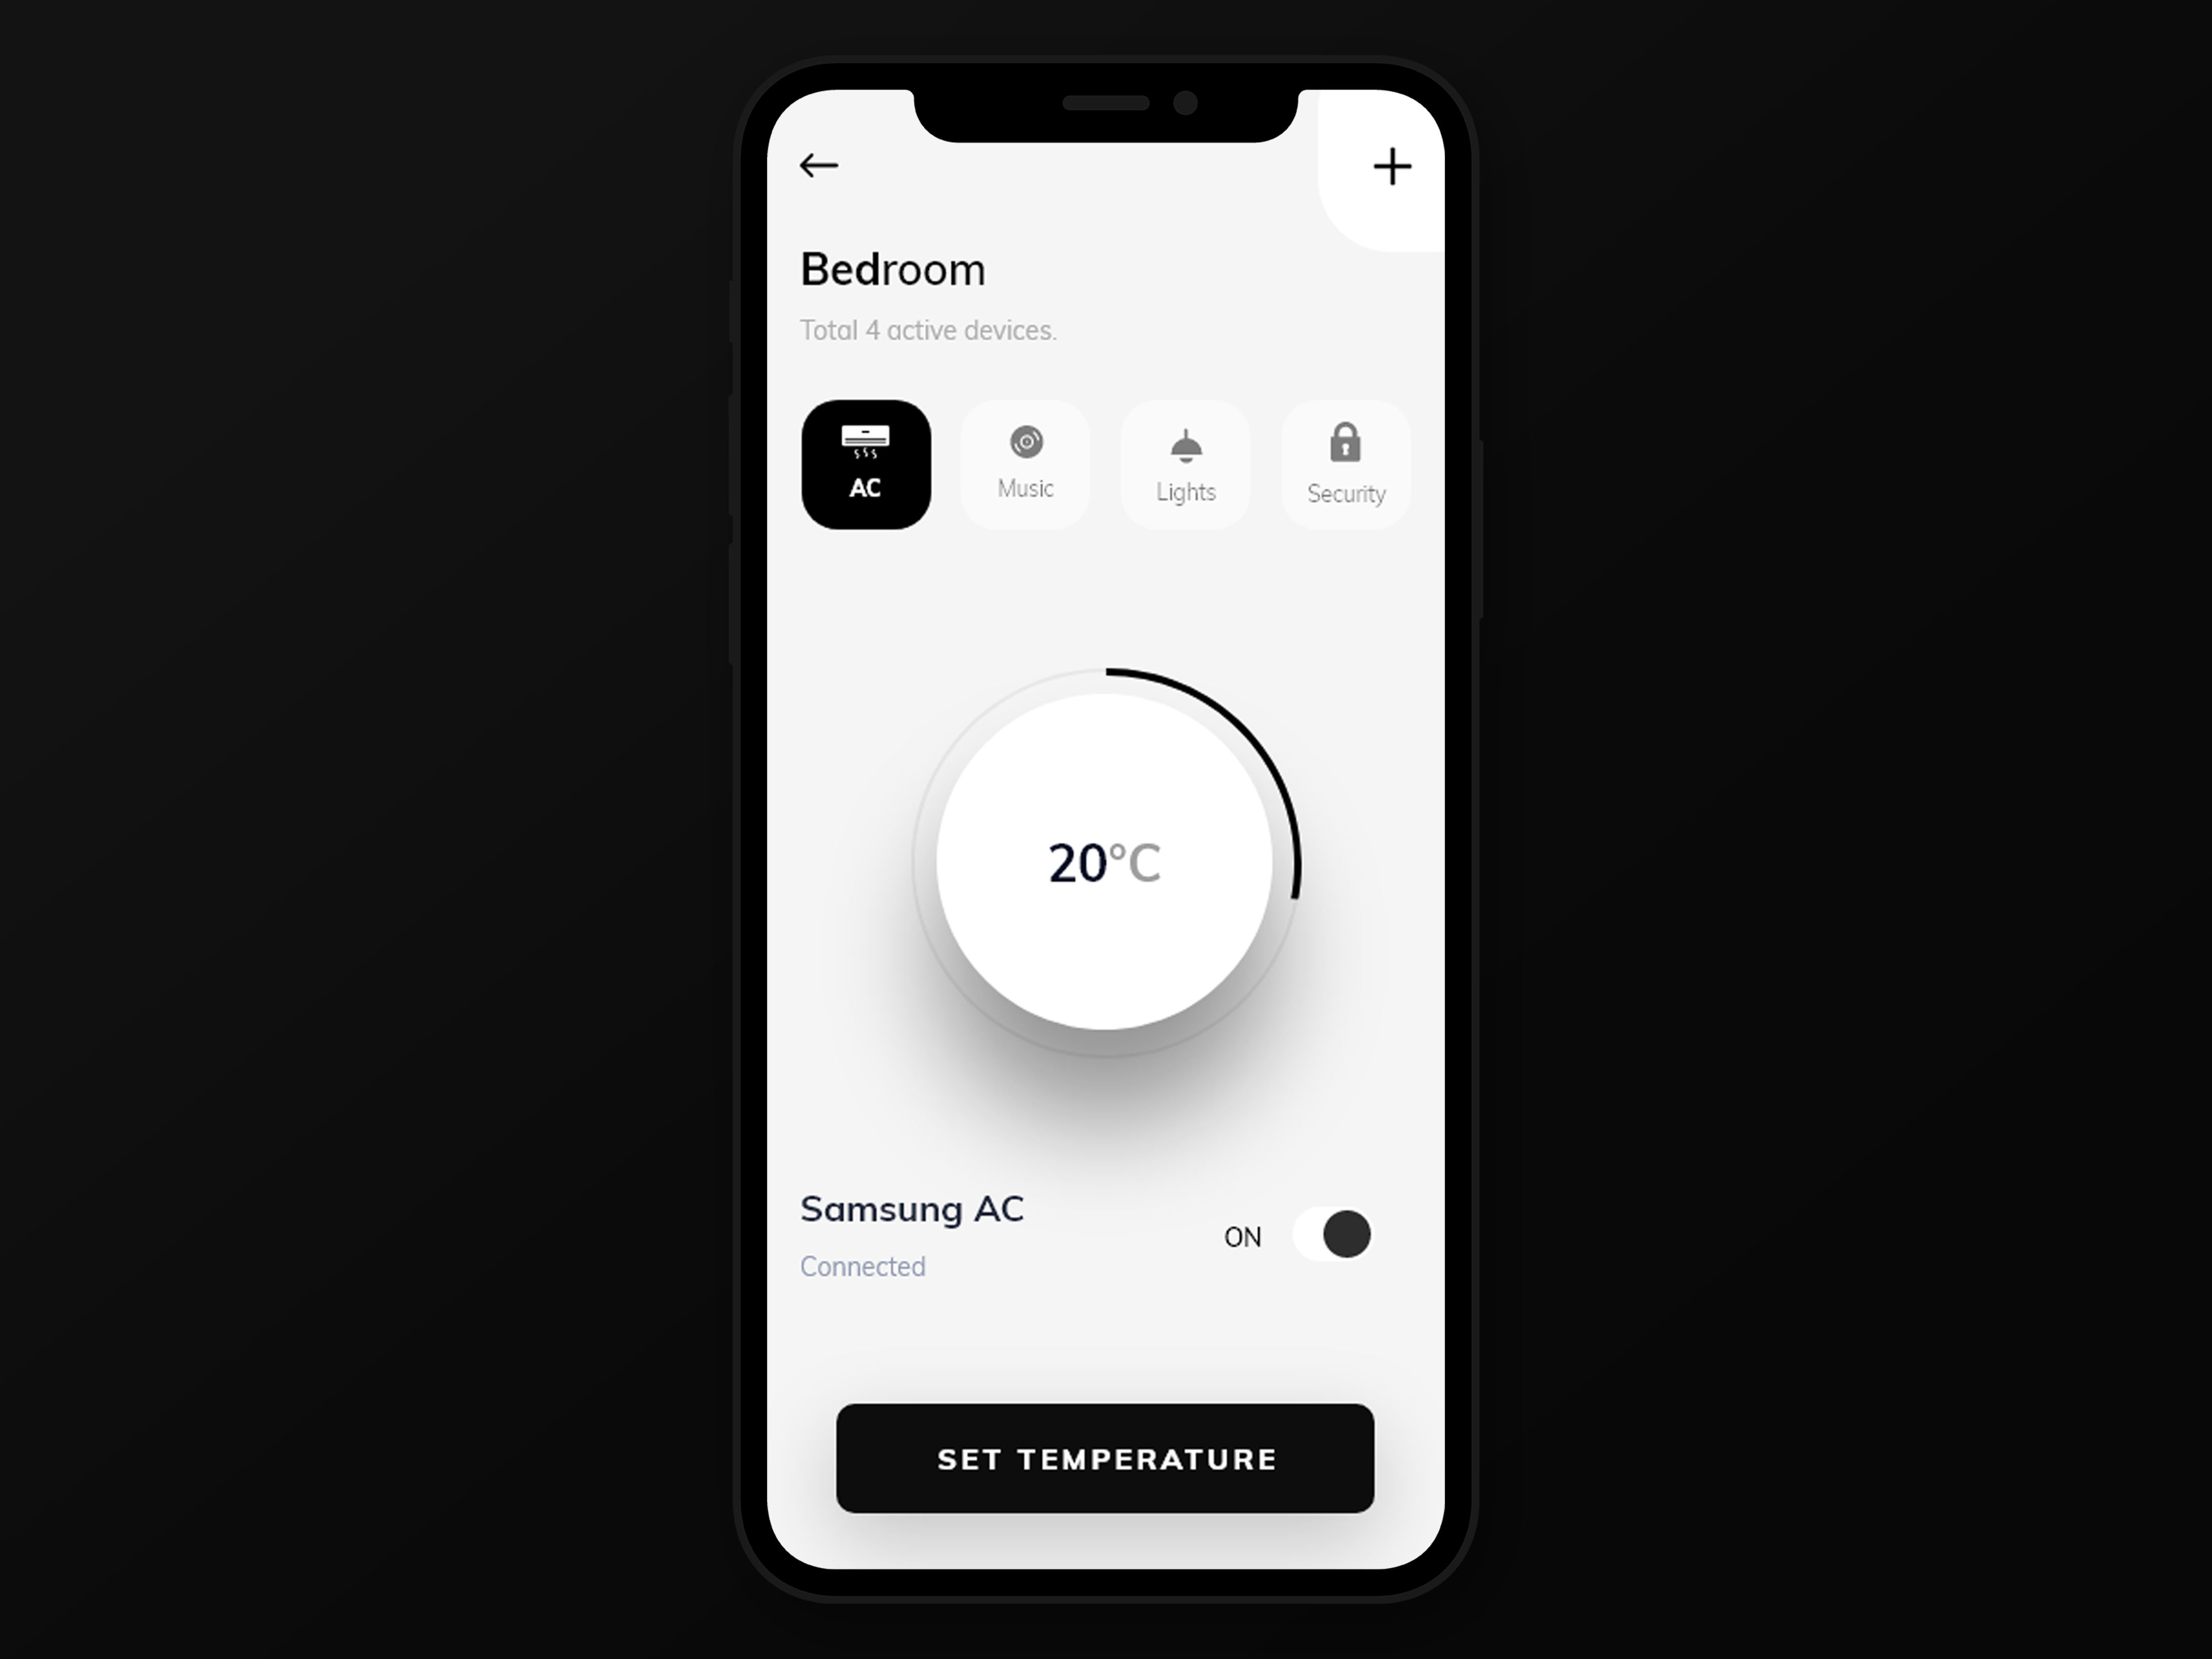 Bedroom
Total 4 active devices.
AC
Music
Lights
Security
20°C
Samsung AC
ON
Connected
SET TEMPERATURE